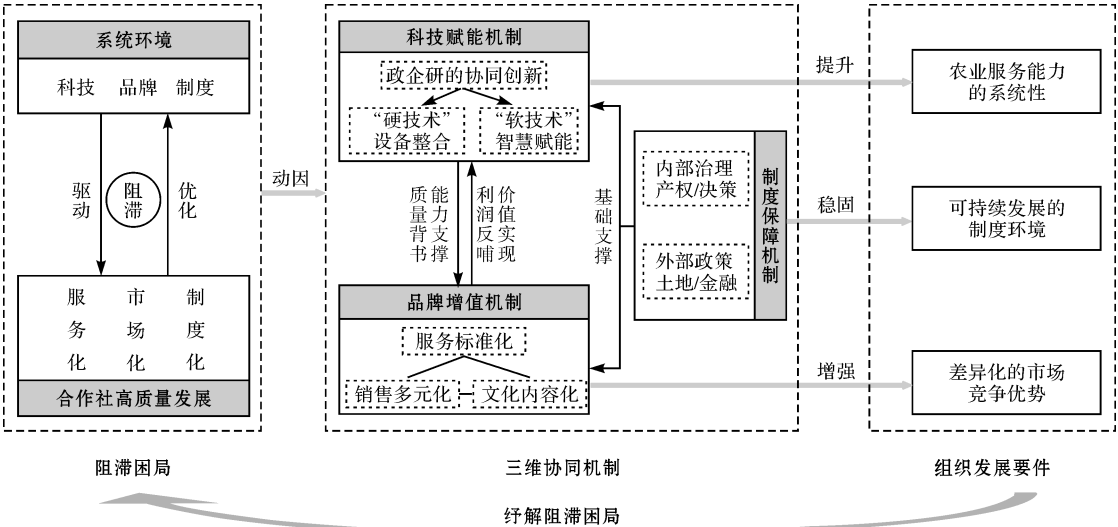 系统环境
科技 品牌 制度
驱动
阻滞
优化
服务化
市场化
制度化
合作社高质量发展
阻滞困局
动因
科技赋能机制
政企研的协同创新
“硬技术”
设备整合
“软技术”
智慧赋能
质量背书
能力支撑
利润反哺
价值实现
品牌增值机制
服务标准化
销售多元化
文化内容化
基础支撑
内部治理
产权/决策
外部政策
土地/金融
制度保障机制
三维协同机制
提升
稳固
增强
农业服务能力
的系统性
可持续发展的
制度环境
差异化的市场
竞争优势
组织发展要件
纾解阻滞困局